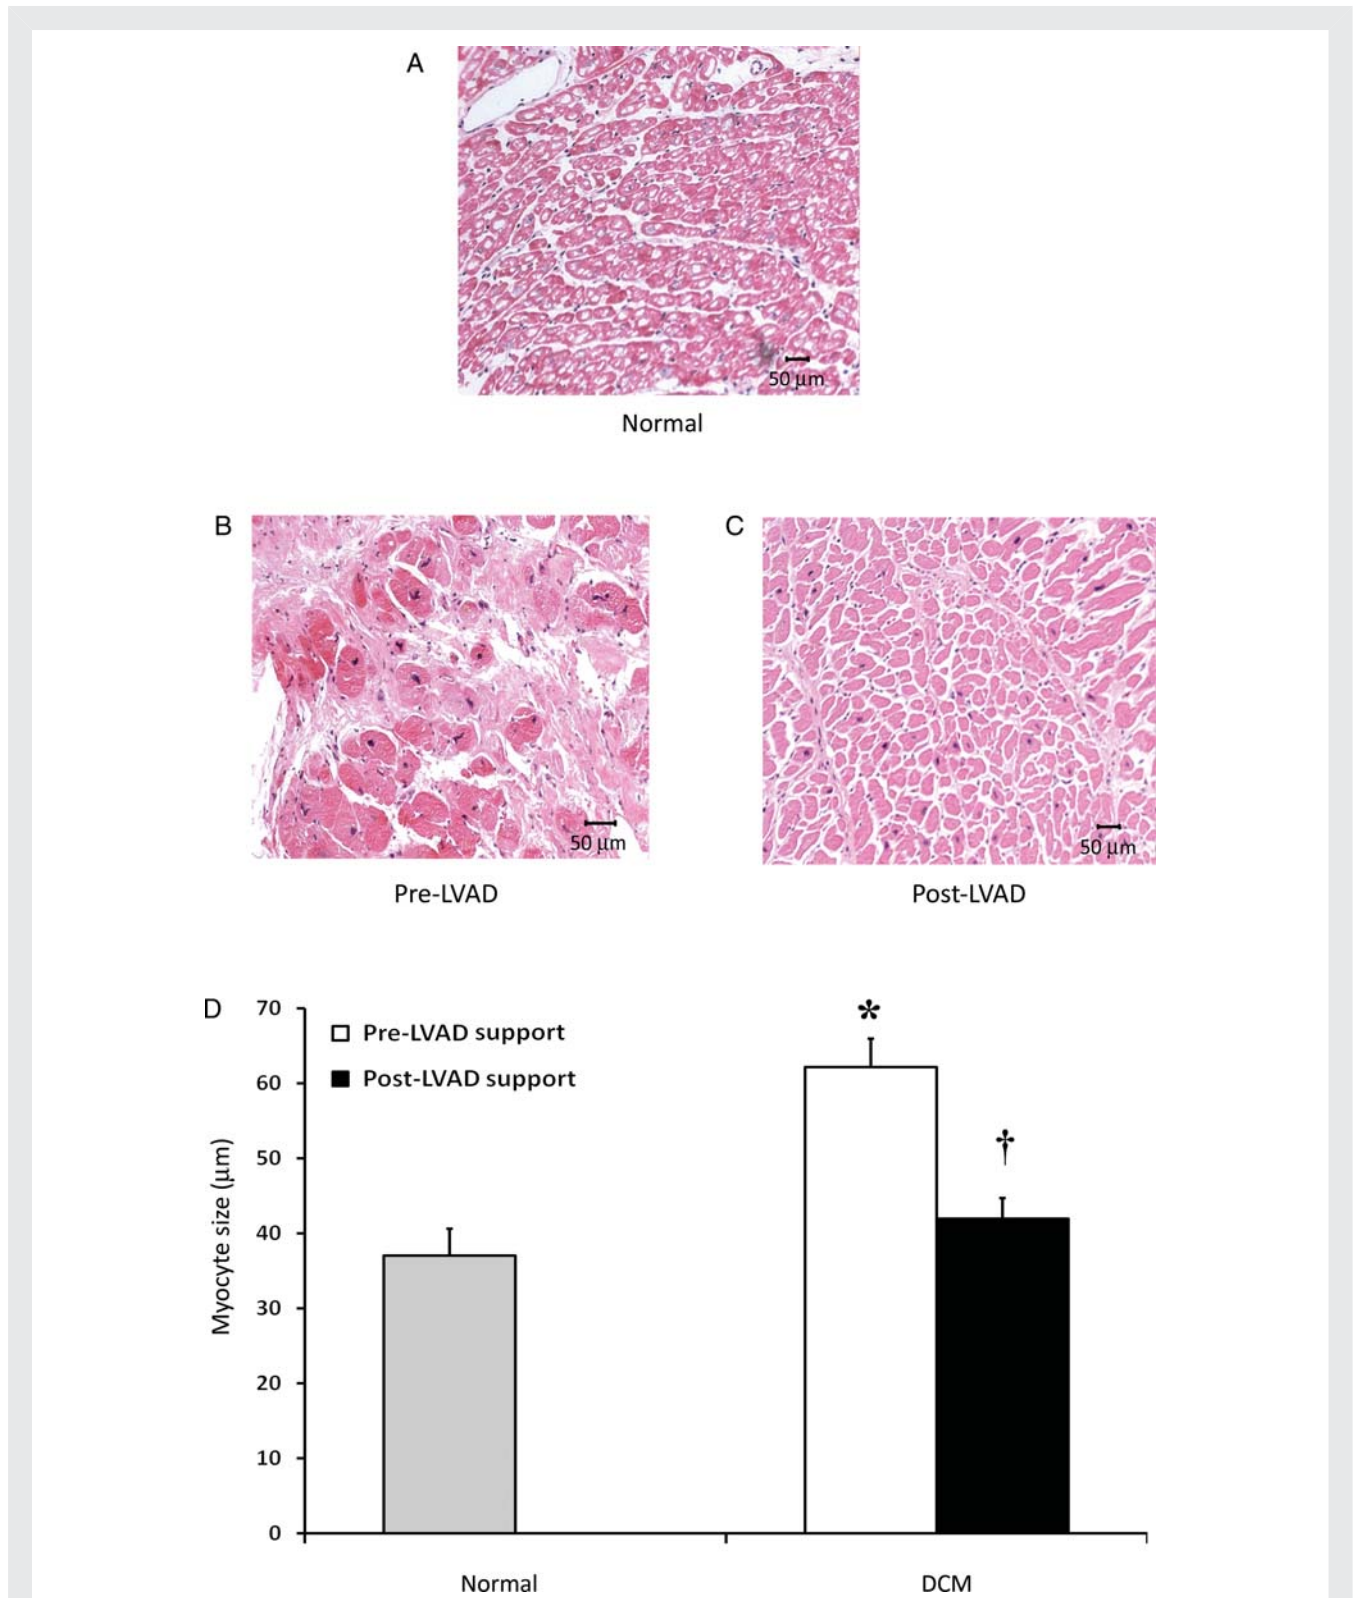 A
50 μm
Normal
B
C
50 μm
50 μm
Pre-LVAD
Post-LVAD
D
70
60
50
40
30
20
10
0
Myocyte size (μm)
Pre-LVAD support
Post-LVAD support
*
†
Normal
DCM